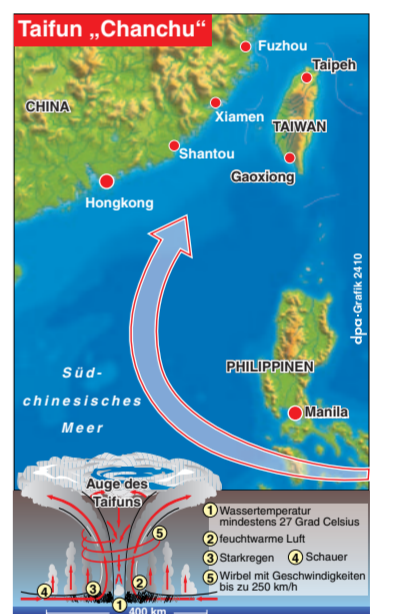 Taifun „Chanchu“
Fuzhou
Taipeh
CHINA
Xiamen
TAIWAN
Shantou
Gaoxiong
Hongkong
dpa·Grafik 2410
PHILIPPINEN
Süd-
chinesisches
Meer
Manila
Auge des
Taifuns
1 Wassertemperatur
mindestens 27 Grad Celsius
2 feuchtwarme Luft
3 Starkregen 4 Schauer
5 Wirbel mit Geschwindigkeiten
bis zu 250 km/h
5
4 3 2
1
400 km